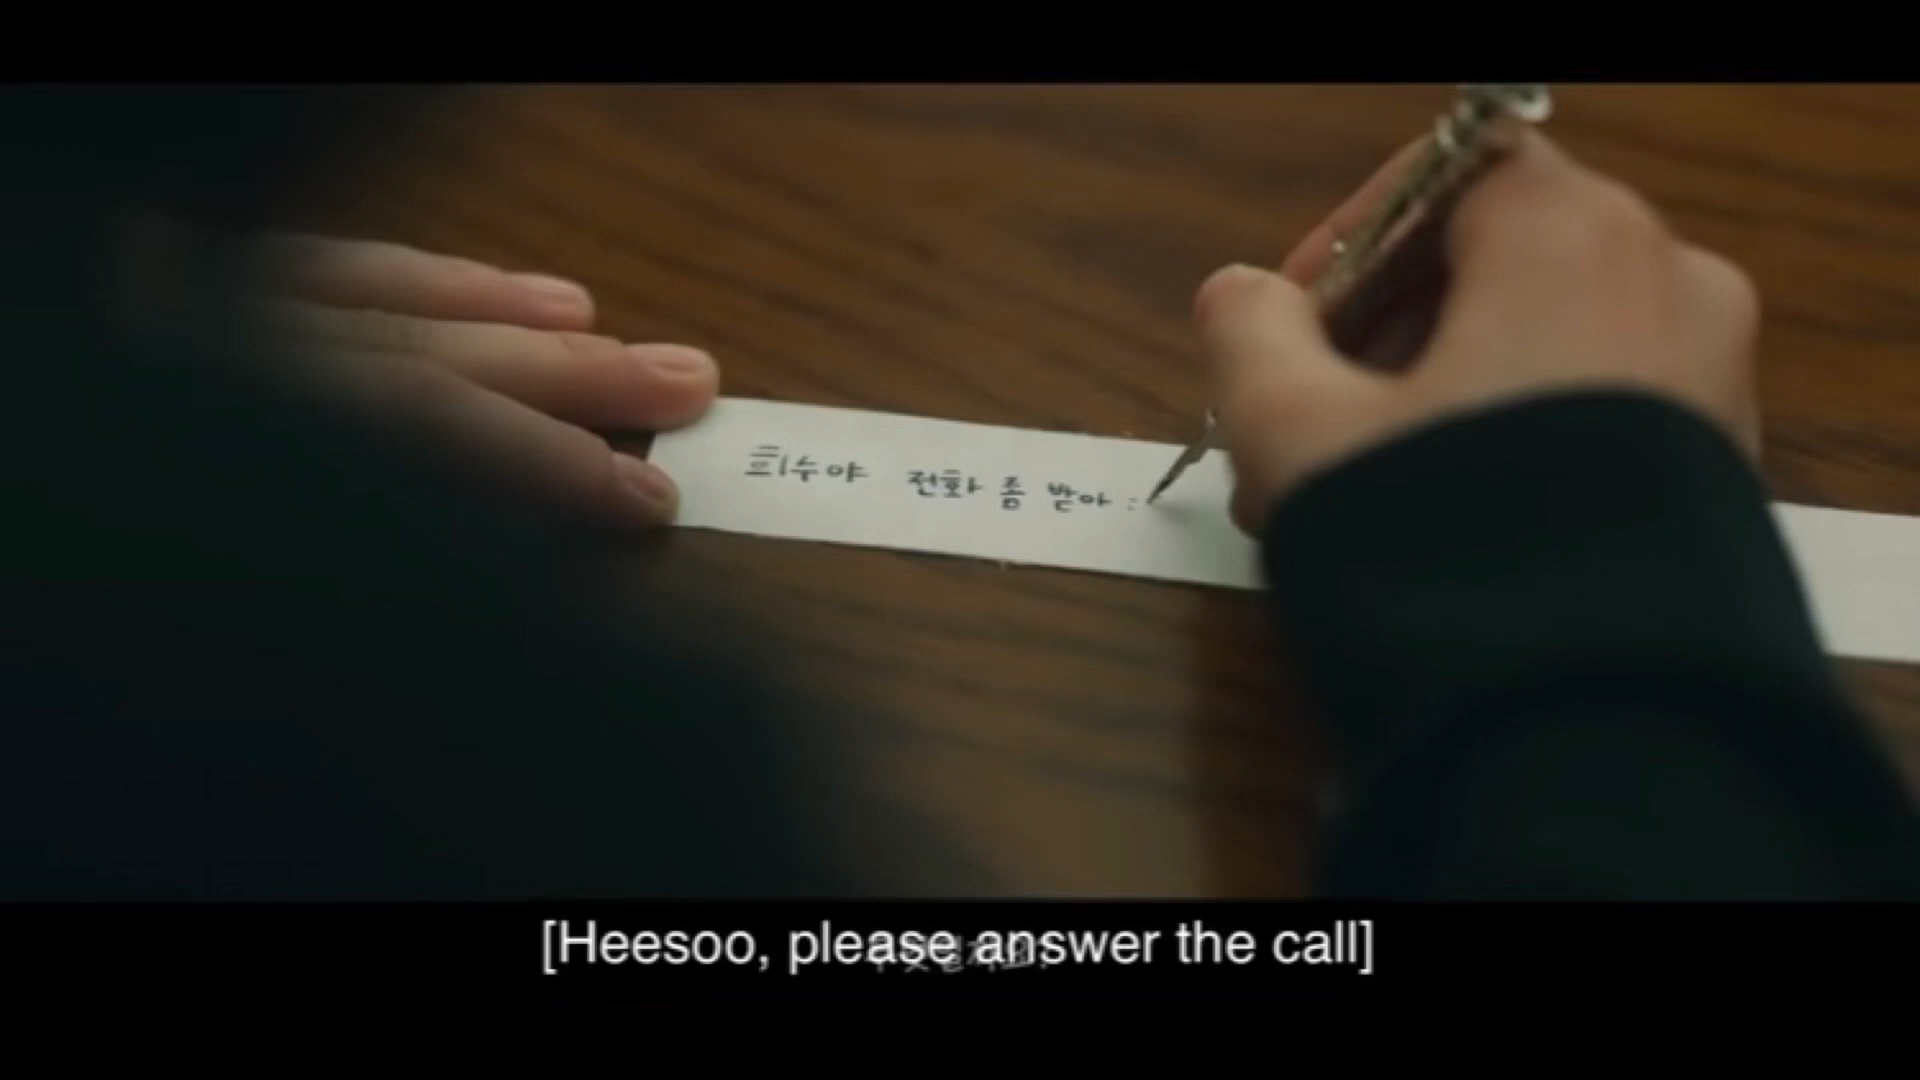 희수야 전화 좀 받아 :
[Heesoo, please answer the call]